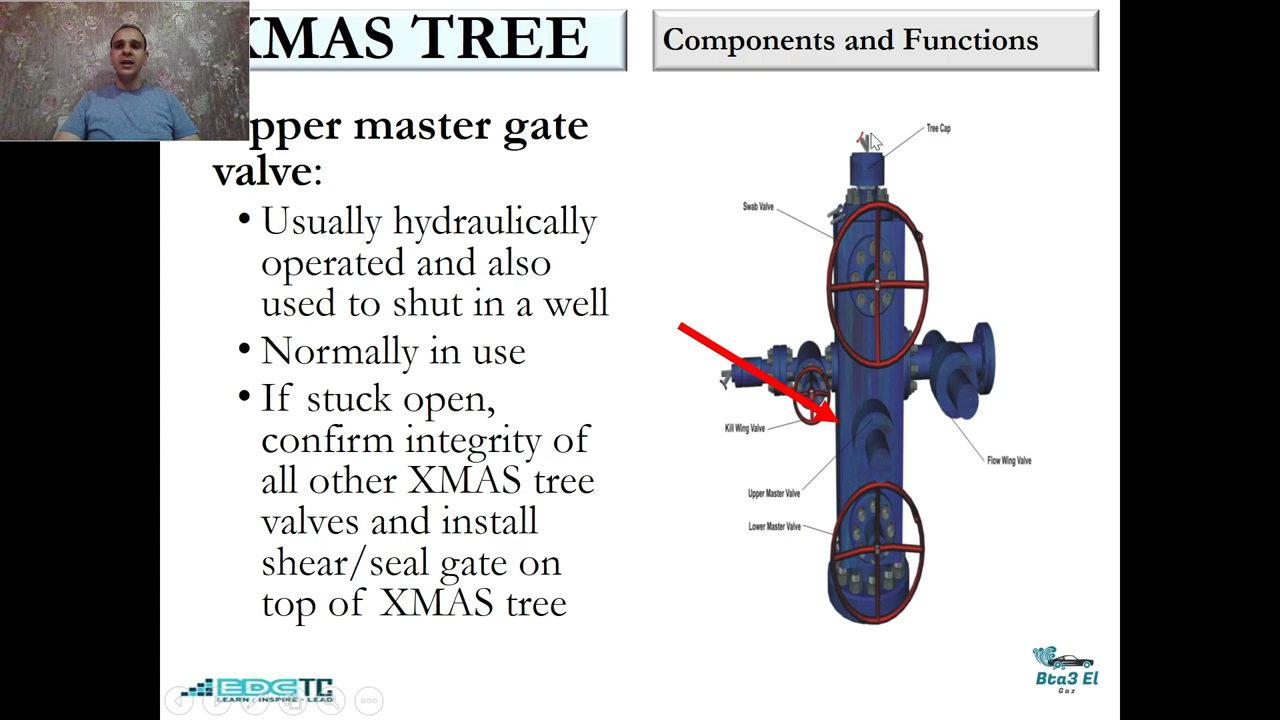 XMAS TREE
Components and Functions
pper master gate
valve:
• Usually hydraulically
operated and also
used to shut in a well
• Normally in use
• If stuck open,
confirm integrity of
all other XMAS tree
valves and install
shear/seal gate on
top of XMAS tree
Tree Cap
Swab Valve
Kill Wing Valve
Flow Wing Valve
Upper Master Valve
Lower Master Valve
EDC TC
LEARN - INSPIRE - LEAD
Bta3 El
Gaz